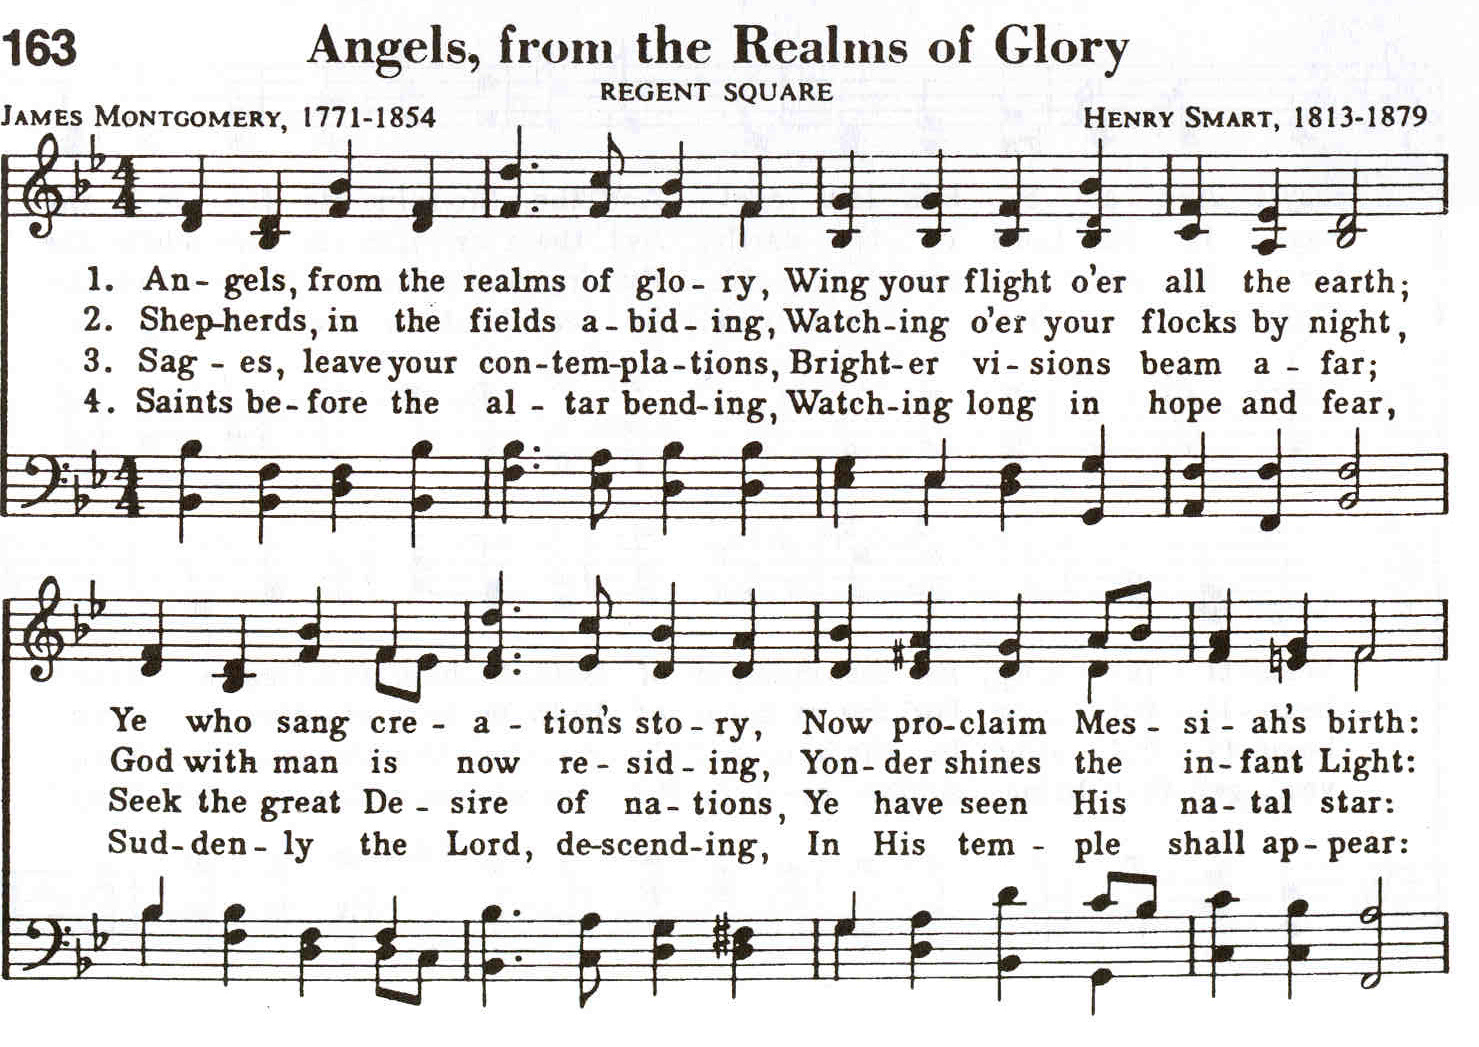 163
Angels, from the Realms of Glory
REGENT SQUARE
JAMES MONTGOMERY, 1771-1854
HENRY SMART, 1813-1879
1. An- gels, from the realms of glo- ry, Wing your flight o'er all the earth;
2. Shep-herds, in the fields a-bid-ing, Watch-ing o'er your flocks by night,
3. Sag - es, leave your con-tem-pla-tions, Bright-er vi-sions beam a - far;
4. Saints be-fore the al - tar bend-ing, Watch-ing long in hope and fear,
Ye who sang cre - a - tion's sto-ry, Now pro-claim Mes - si - ah's birth:
God with man is now re - sid - ing, Yon- der shines the in-fant Light:
Seek the great De - sire of na-tions, Ye have seen His na- tal star:
Sud-den-ly the Lord, de-scend-ing, In His tem - ple shall ap-pear: